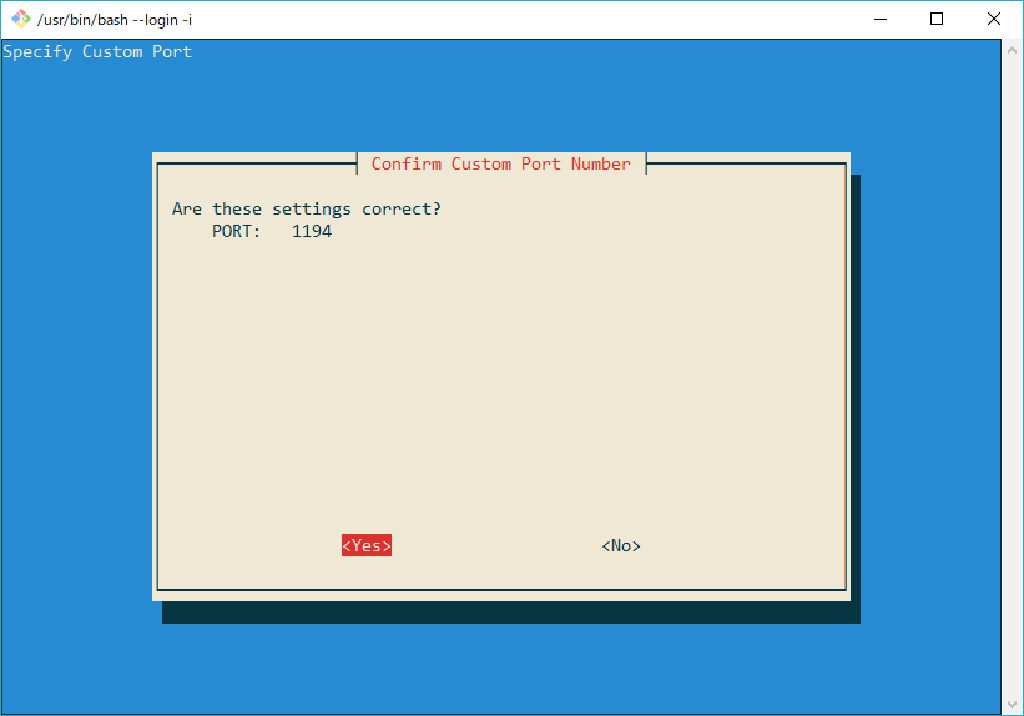 /usr/bin/bash --login -i
Specify Custom Port
Confirm Custom Port Number
Are these settings correct?
PORT: 1194
<Yes> <No>